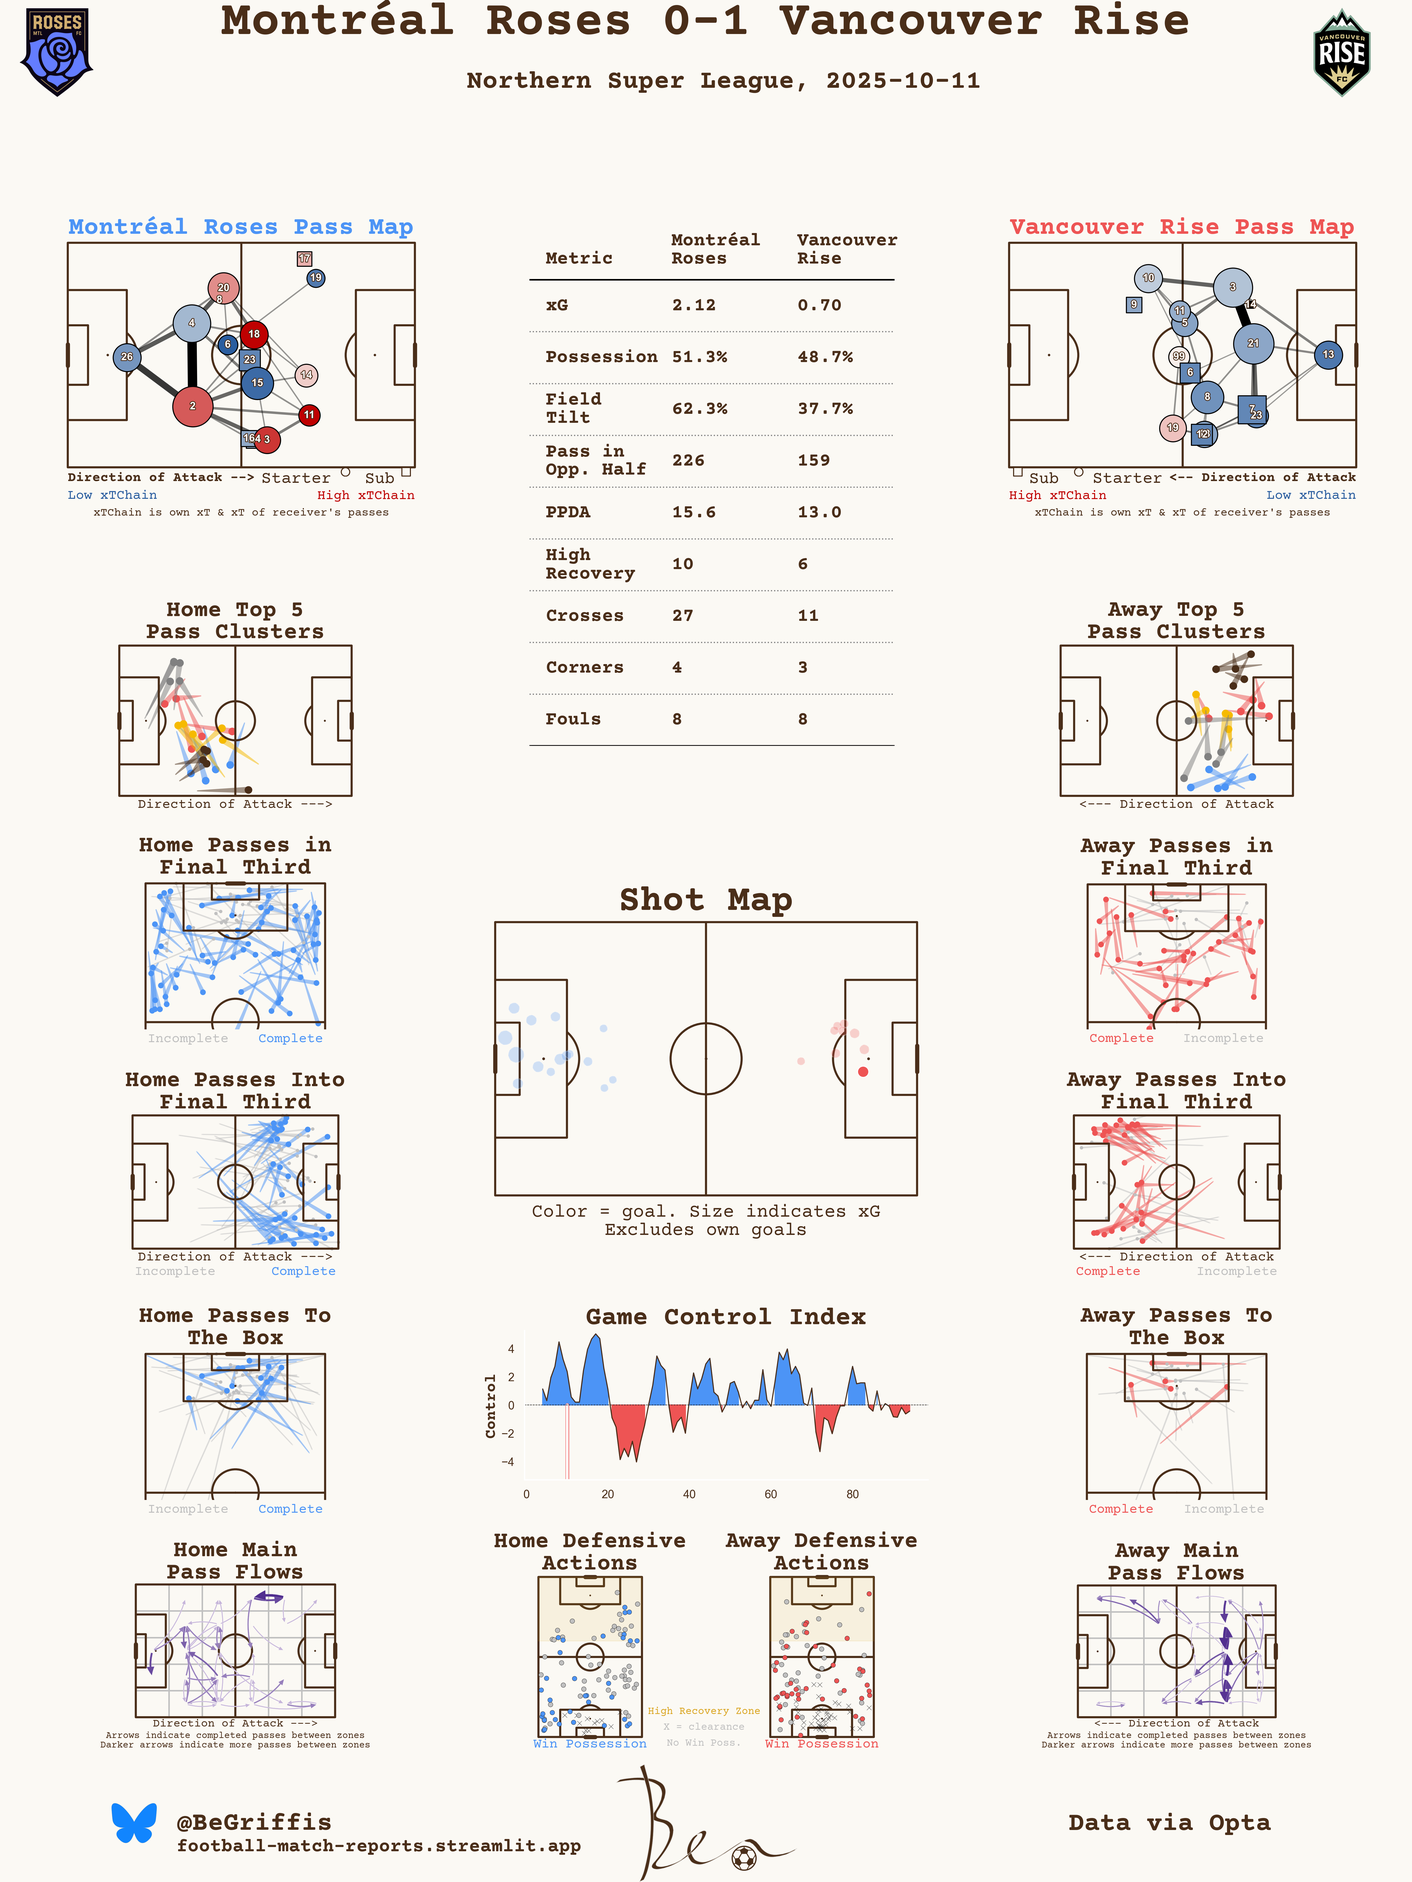 Montréal Roses 0-1 Vancouver Rise
Northern Super League, 2025-10-11
ROSES
MTL FC
VANCOUVER
RISE
FC
Montréal Roses Pass Map
17
19
20
8
4
18
6
26
23
14
15
2
11
16
4
3
Direction of Attack --> Starter Sub
Low xTChain High xTChain
xTChain is own xT & xT of receiver's passes
Metric Montréal Roses Vancouver Rise
xG 2.12 0.70
Possession 51.3% 48.7%
Field Tilt 62.3% 37.7%
Pass in Opp. Half 226 159
PPDA 15.6 13.0
High Recovery 10 6
Crosses 27 11
Corners 4 3
Fouls 8 8
Vancouver Rise Pass Map
10
3
9
14
11
5
21
99
13
6
8
7
23
19
Sub Starter <-- Direction of Attack
High xTChain Low xTChain
xTChain is own xT & xT of receiver's passes
Home Top 5
Pass Clusters
Direction of Attack --->
Away Top 5
Pass Clusters
<--- Direction of Attack
Home Passes in
Final Third
Incomplete Complete
Away Passes in
Final Third
Complete Incomplete
Shot Map
Color = goal. Size indicates xG
Excludes own goals
Home Passes Into
Final Third
Direction of Attack --->
Incomplete Complete
Away Passes Into
Final Third
<--- Direction of Attack
Complete Incomplete
Home Passes To
The Box
Incomplete Complete
Game Control Index
Control
4
2
0
−2
−4
0 20 40 60 80
Away Passes To
The Box
Complete Incomplete
Home Main
Pass Flows
Direction of Attack --->
Arrows indicate completed passes between zones
Darker arrows indicate more passes between zones
Home Defensive
Actions
Win Possession
High Recovery Zone
X = clearance
No Win Poss.
Away Defensive
Actions
Win Possession
Away Main
Pass Flows
<--- Direction of Attack
Arrows indicate completed passes between zones
Darker arrows indicate more passes between zones
@BeGriffis
football-match-reports.streamlit.app
Ben
Data via Opta